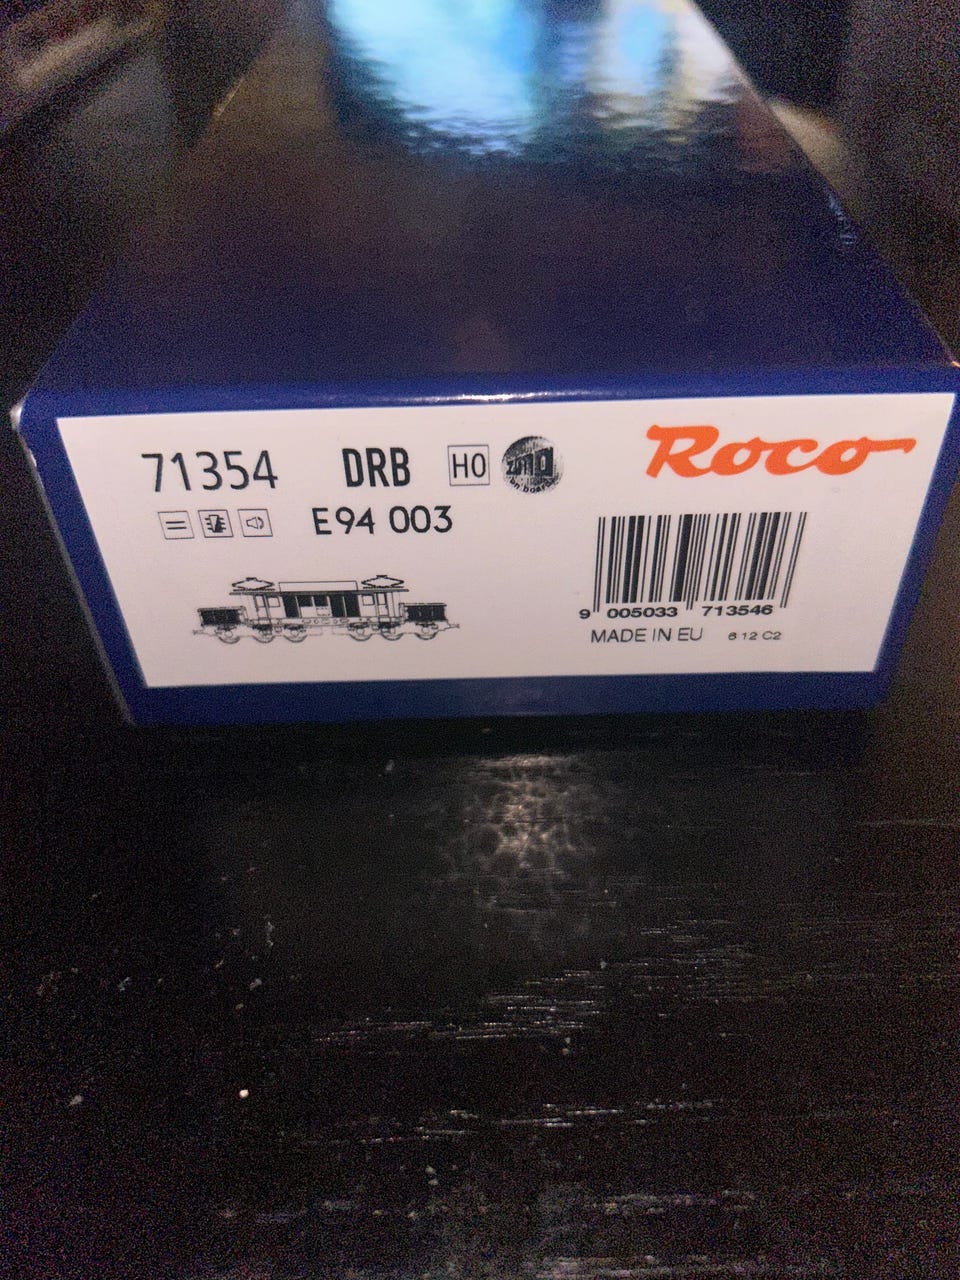 71354 DRB H0 Roco
E94 003
9 005033 713546
MADE IN EU 6 12 C2